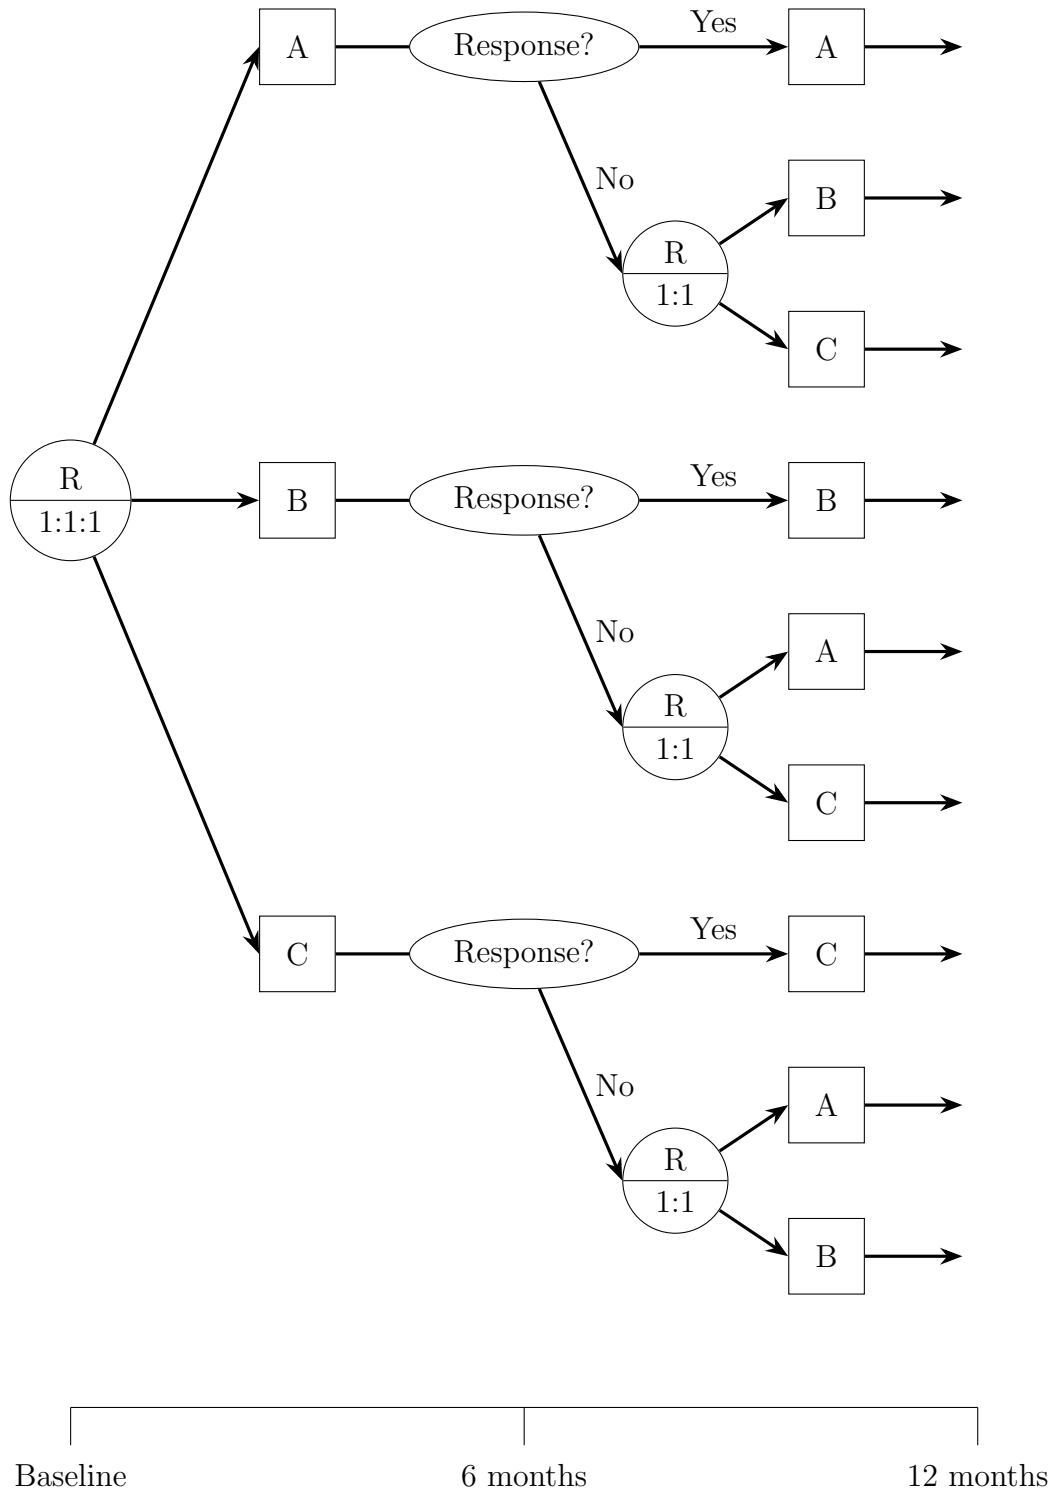 A
Response?
Yes
A
No
B
R
1:1
C
R
1:1:1
B
Response?
Yes
B
No
A
R
1:1
C
C
Response?
Yes
C
No
A
R
1:1
B
Baseline
6 months
12 months